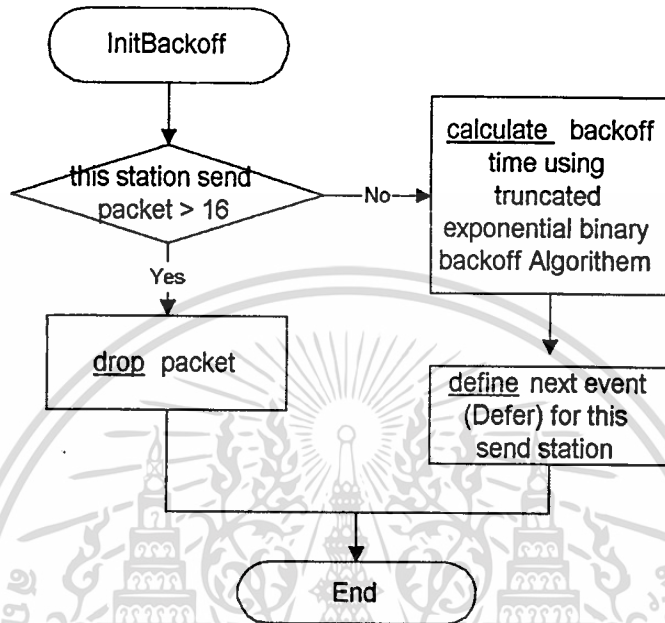 InitBackoff
this station send
packet > 16
No
calculate backoff
time using
truncated
exponential binary
backoff Algorithem
Yes
drop packet
define next event
(Defer) for this
send station
End